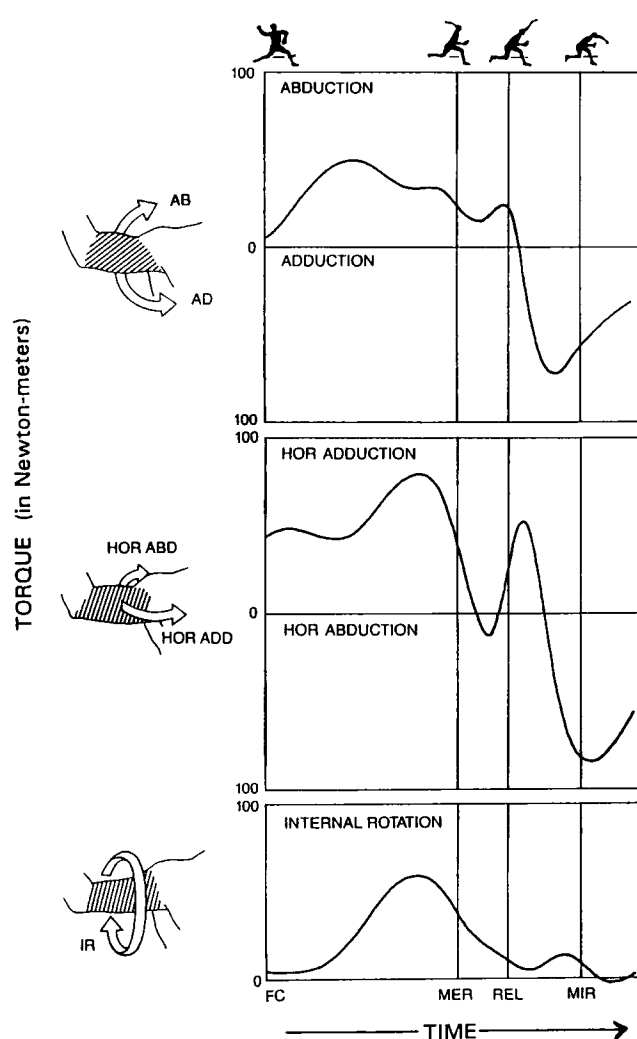 100
ABDUCTION
AB
0
ADDUCTION
AD
100
TORQUE (in Newton-meters)
100
HOR ADDUCTION
HOR ABD
0
HOR ABDUCTION
HOR ADD
100
100
INTERNAL ROTATION
IR
0
FC
MER
REL
MIR
TIME